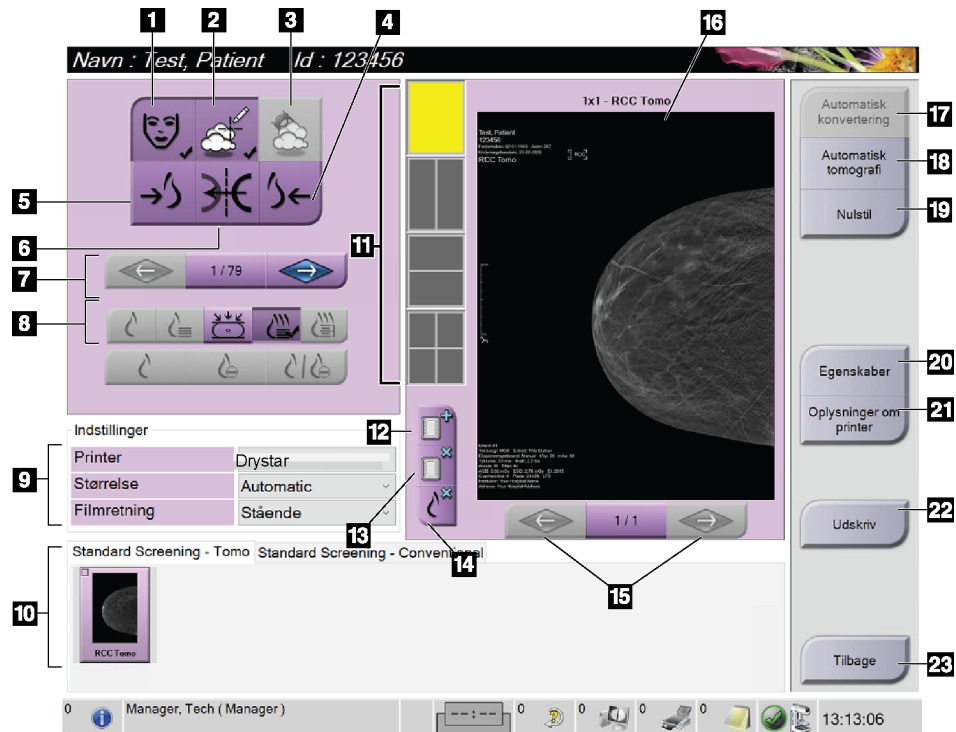 1
2
3
4
16
Navn : Test, Patient Id : 123456
5
6
7
8
1 / 79
11
1x1 - RCC Tomo
Test, Patient
123456
RCC Tomo
RCC
Automatisk
konvertering
17
Automatisk
tomografi
18
Nulstil
19
Egenskaber
20
Oplysninger om
printer
21
Indstillinger
9
Printer
Drystar
Størrelse
Automatic
Filmretning
Stående
12
13
14
1 / 1
15
Udskriv
22
Standard Screening - Tomo
Standard Screening - Conventional
10
RCC Tomo
Tilbage
23
0
Manager, Tech ( Manager )
--:--
0
0
0
0
13:13:06